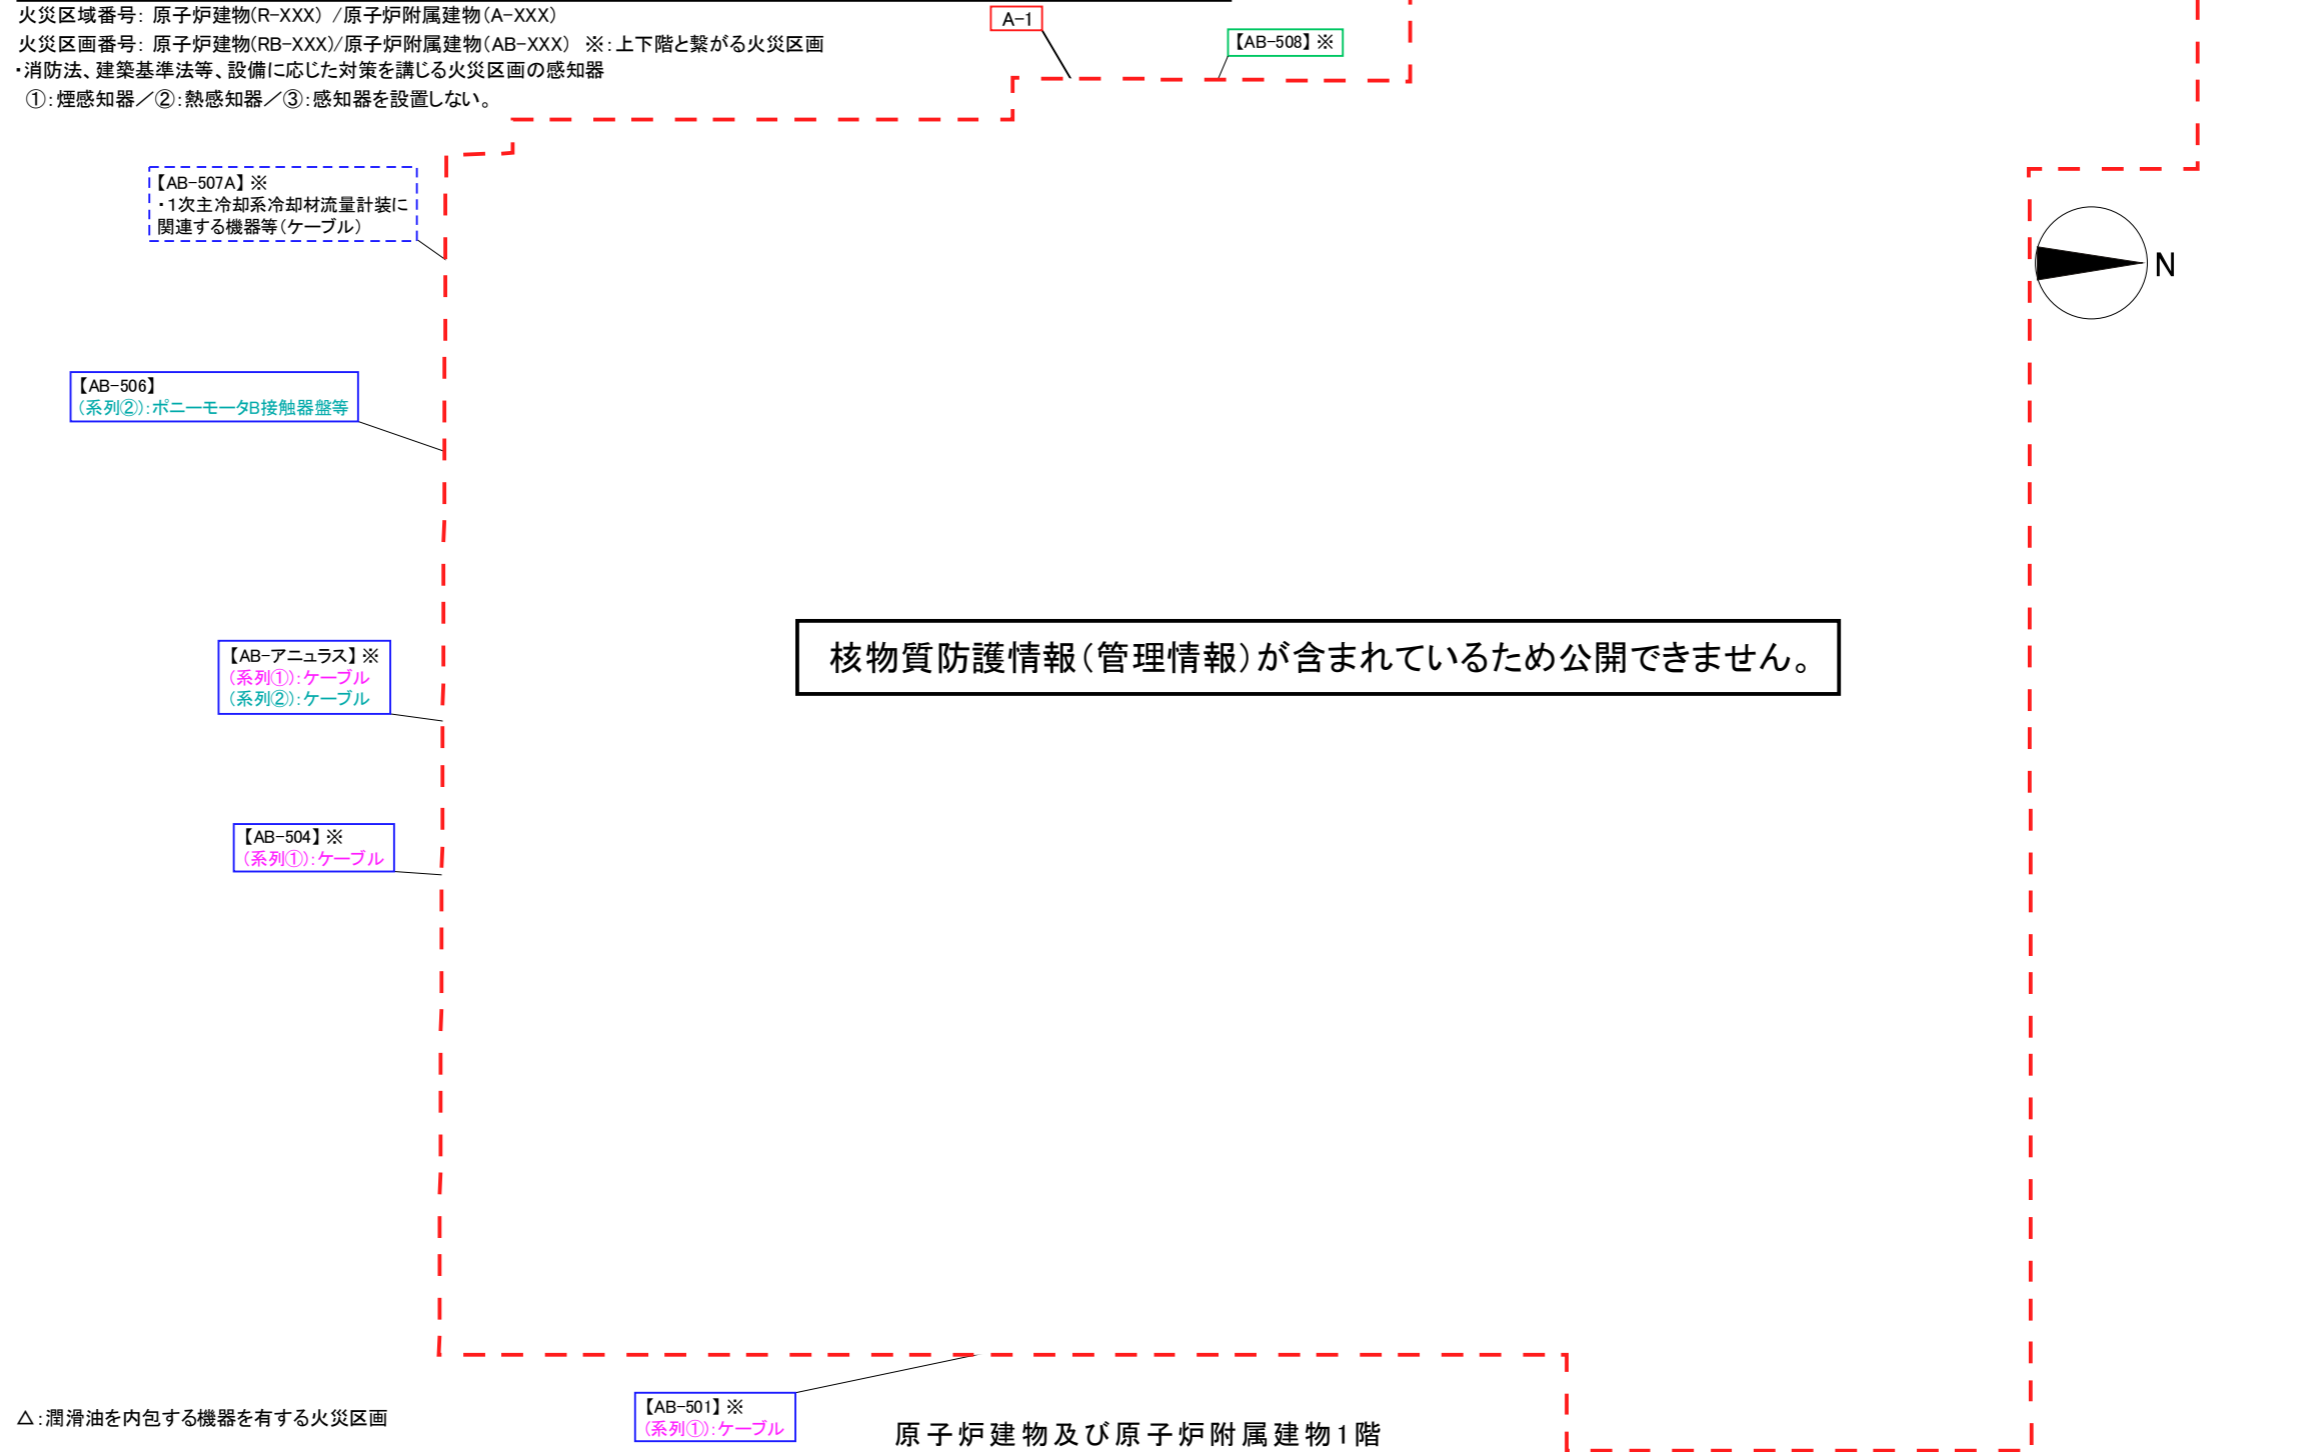 火災区域番号: 原子炉建物(R-XXX) /原子炉附属建物(A-XXX)
火災区画番号: 原子炉建物(RB-XXX)/原子炉附属建物(AB-XXX) ※:上下階と繋がる火災区画
・消防法、建築基準法等、設備に応じた対策を講じる火災区画の感知器
①:煙感知器／②:熱感知器／③:感知器を設置しない。
A-1
【AB-508】※
【AB-507A】※
・1次主冷却系冷却材流量計装に
関連する機器等(ケーブル)
N
【AB-506】
(系列②):ポニーモータB接触器盤等
核物質防護情報(管理情報)が含まれているため公開できません。
【AB-アニュラス】※
(系列①):ケーブル
(系列②):ケーブル
【AB-504】※
(系列①):ケーブル
△:潤滑油を内包する機器を有する火災区画
【AB-501】※
(系列①):ケーブル
原子炉建物及び原子炉附属建物1階